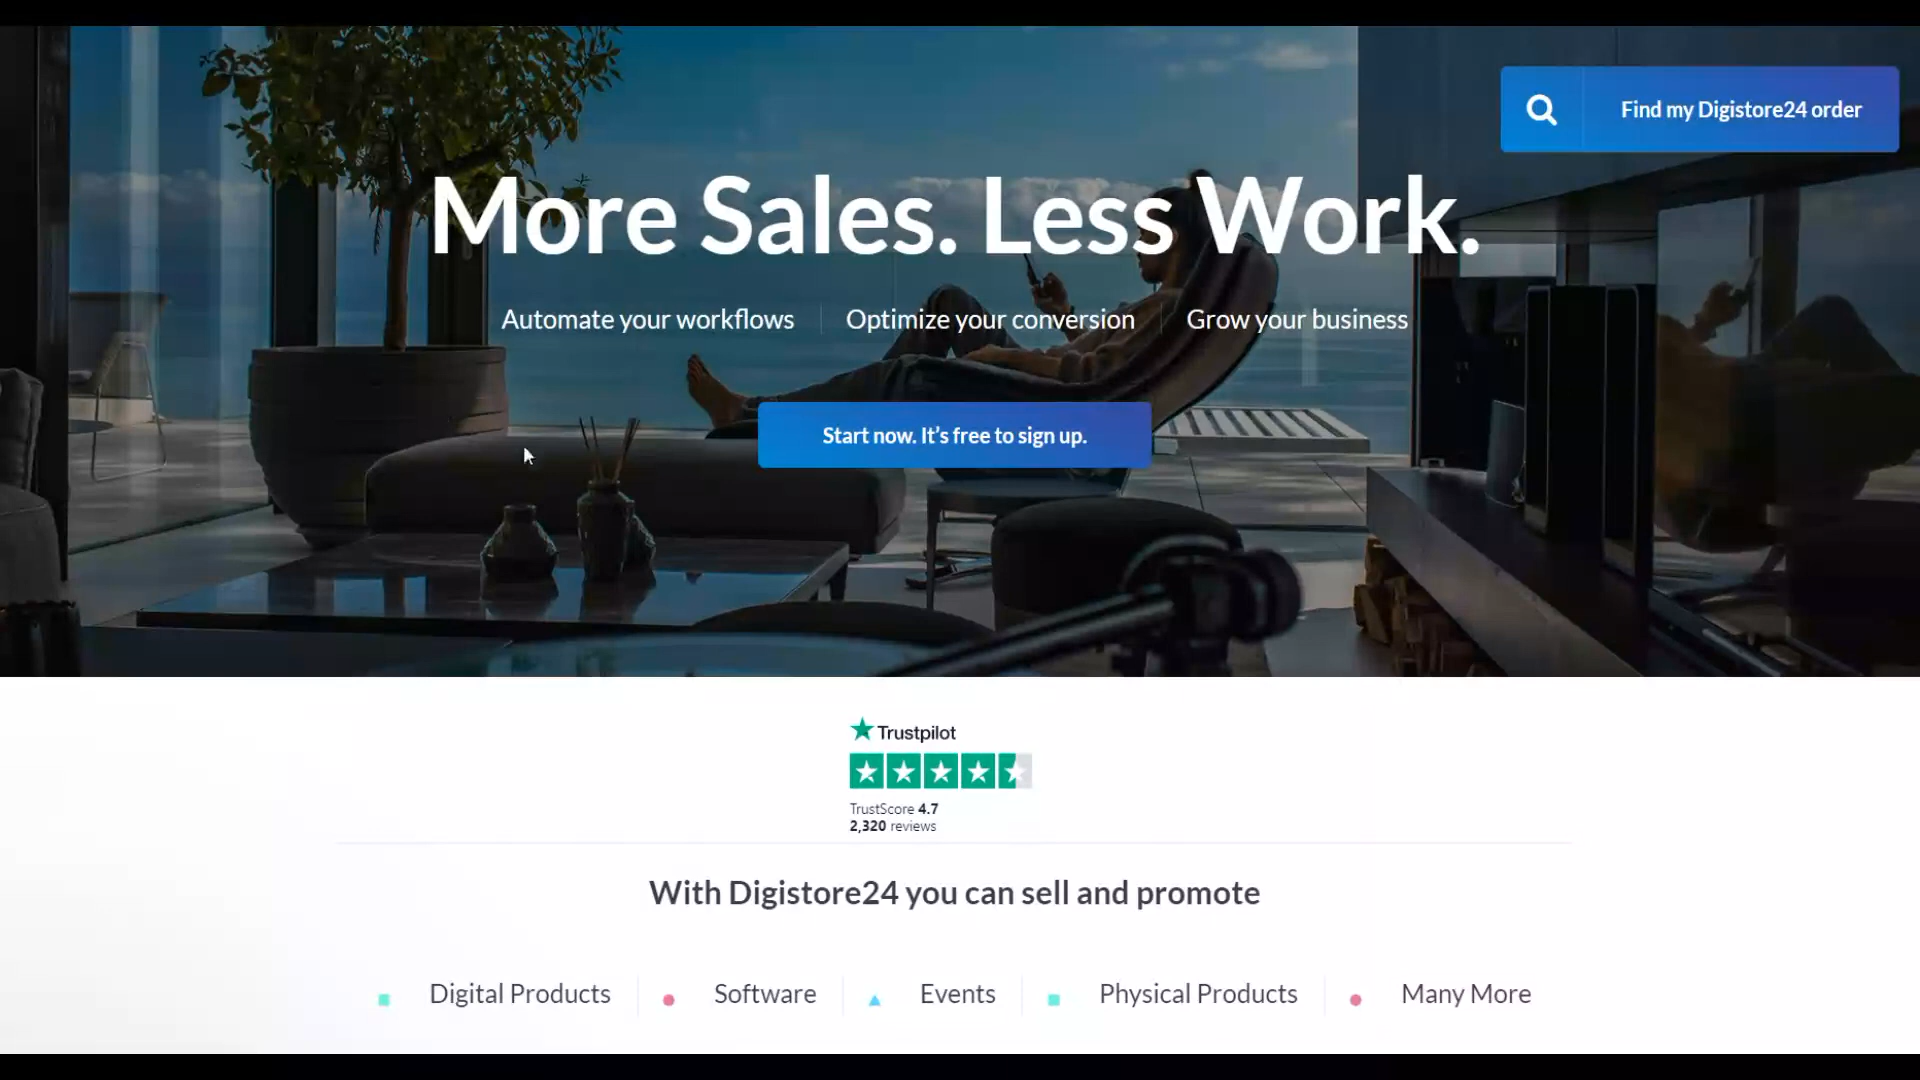 Find my Digistore24 order
More Sales. Less Work.
Automate your workflows
Optimize your conversion
Grow your business
Start now. It's free to sign up.
Trustpilot
TrustScore 4.7
2,320 reviews
With Digistore24 you can sell and promote
Digital Products
Software
Events
Physical Products
Many More